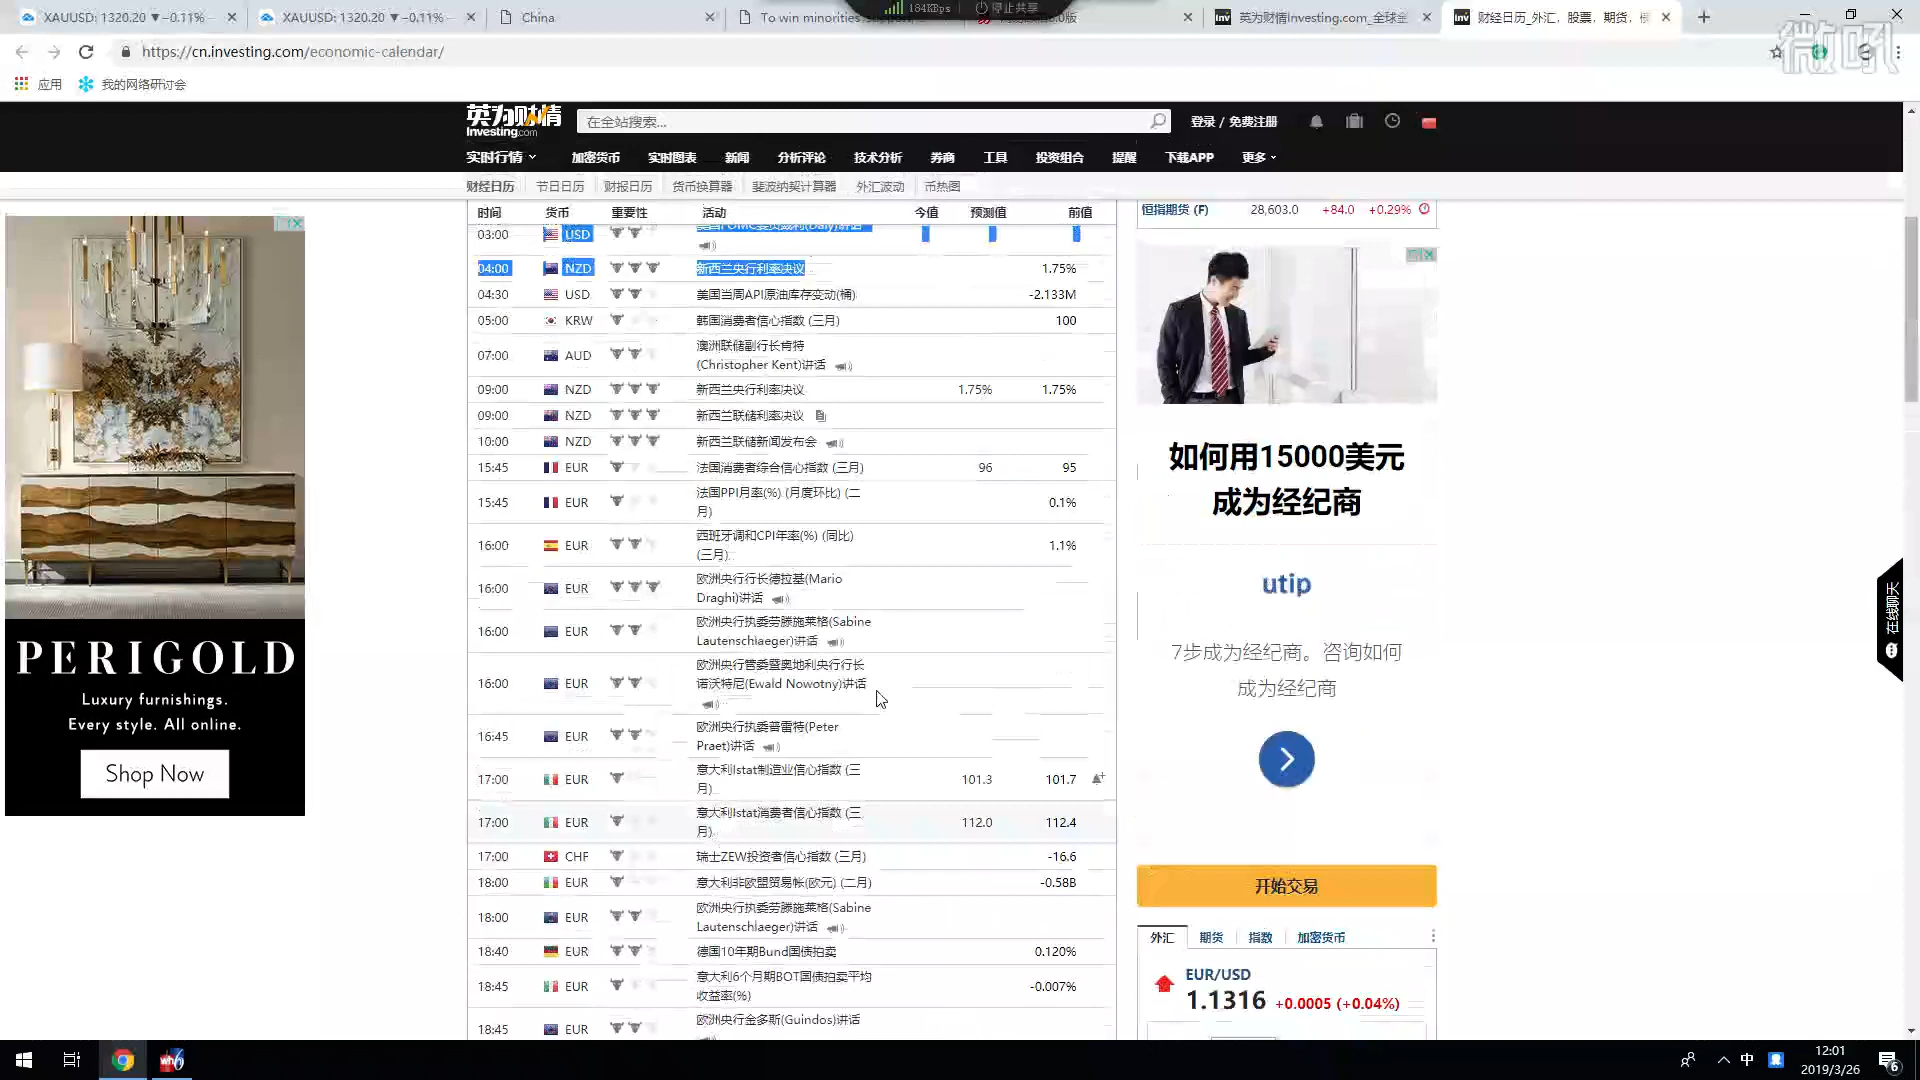 XAUUSD: 1320.20 ▼ −0.11%
XAUUSD: 1320.20 ▼ −0.11%
China
To win minorities
184KBps
停止共享
英为财情Investing.com_全球
财经日历_外汇，股票，期货，
微吼
https://cn.investing.com/economic-calendar/
应用 我的网络研讨会
英为财情
Investing.com
在全站搜索...
登录 / 免费注册
实时行情 加密货币 实时图表 新闻 分析评论 技术分析 券商 工具 投资组合 提醒 下载APP 更多
财经日历 节日日历 财报日历 货币换算器 斐波纳契计算器 外汇波动 币热图
时间 货币 重要性 活动 今值 预测值 前值
03:00 USD (Daly)讲话
04:00 NZD 新西兰央行利率决议 1.75%
04:30 USD 美国当周API原油库存变动(桶) -2.133M
05:00 KRW 韩国消费者信心指数 (三月) 100
07:00 AUD 澳洲联储副行长肯特
(Christopher Kent)讲话
09:00 NZD 新西兰央行利率决议 1.75% 1.75%
09:00 NZD 新西兰联储利率决议
10:00 NZD 新西兰联储新闻发布会
15:45 EUR 法国消费者综合信心指数 (三月) 96 95
15:45 EUR 法国PPI月率(%) (月度环比) (二
月) 0.1%
16:00 EUR 西班牙调和CPI年率(%) (同比)
(三月) 1.1%
16:00 EUR 欧洲央行行长德拉基(Mario
Draghi)讲话
16:00 EUR 欧洲央行执委劳滕施莱格(Sabine
Lautenschlaeger)讲话
16:00 EUR 欧洲央行管委暨奥地利央行行长
诺沃特尼(Ewald Nowotny)讲话
16:45 EUR 欧洲央行执委普雷特(Peter
Praet)讲话
17:00 EUR 意大利Istat制造业信心指数 (三
月) 101.3 101.7
17:00 EUR 意大利Istat消费者信心指数 (三
月) 112.0 112.4
17:00 CHF 瑞士ZEW投资者信心指数 (三月) -16.6
18:00 EUR 意大利非欧盟贸易帐(欧元) (二月) -0.58B
18:00 EUR 欧洲央行执委劳滕施莱格(Sabine
Lautenschlaeger)讲话
18:40 EUR 德国10年期Bund国债拍卖 0.120%
18:45 EUR 意大利6个月期BOT国债拍卖平均
收益率(%) -0.007%
18:45 EUR 欧洲央行金多斯(Guindos)讲话
PERIGOLD
Luxury furnishings.
Every style. All online.
Shop Now
恒指期货 (F) 28,603.0 +84.0 +0.29%
如何用15000美元
成为经纪商
utip
7步成为经纪商。咨询如何
成为经纪商
开始交易
外汇 期货 指数 加密货币
EUR/USD
1.1316 +0.0005 (+0.04%)
在线聊天
wh6
中
12:01
2019/3/26
6